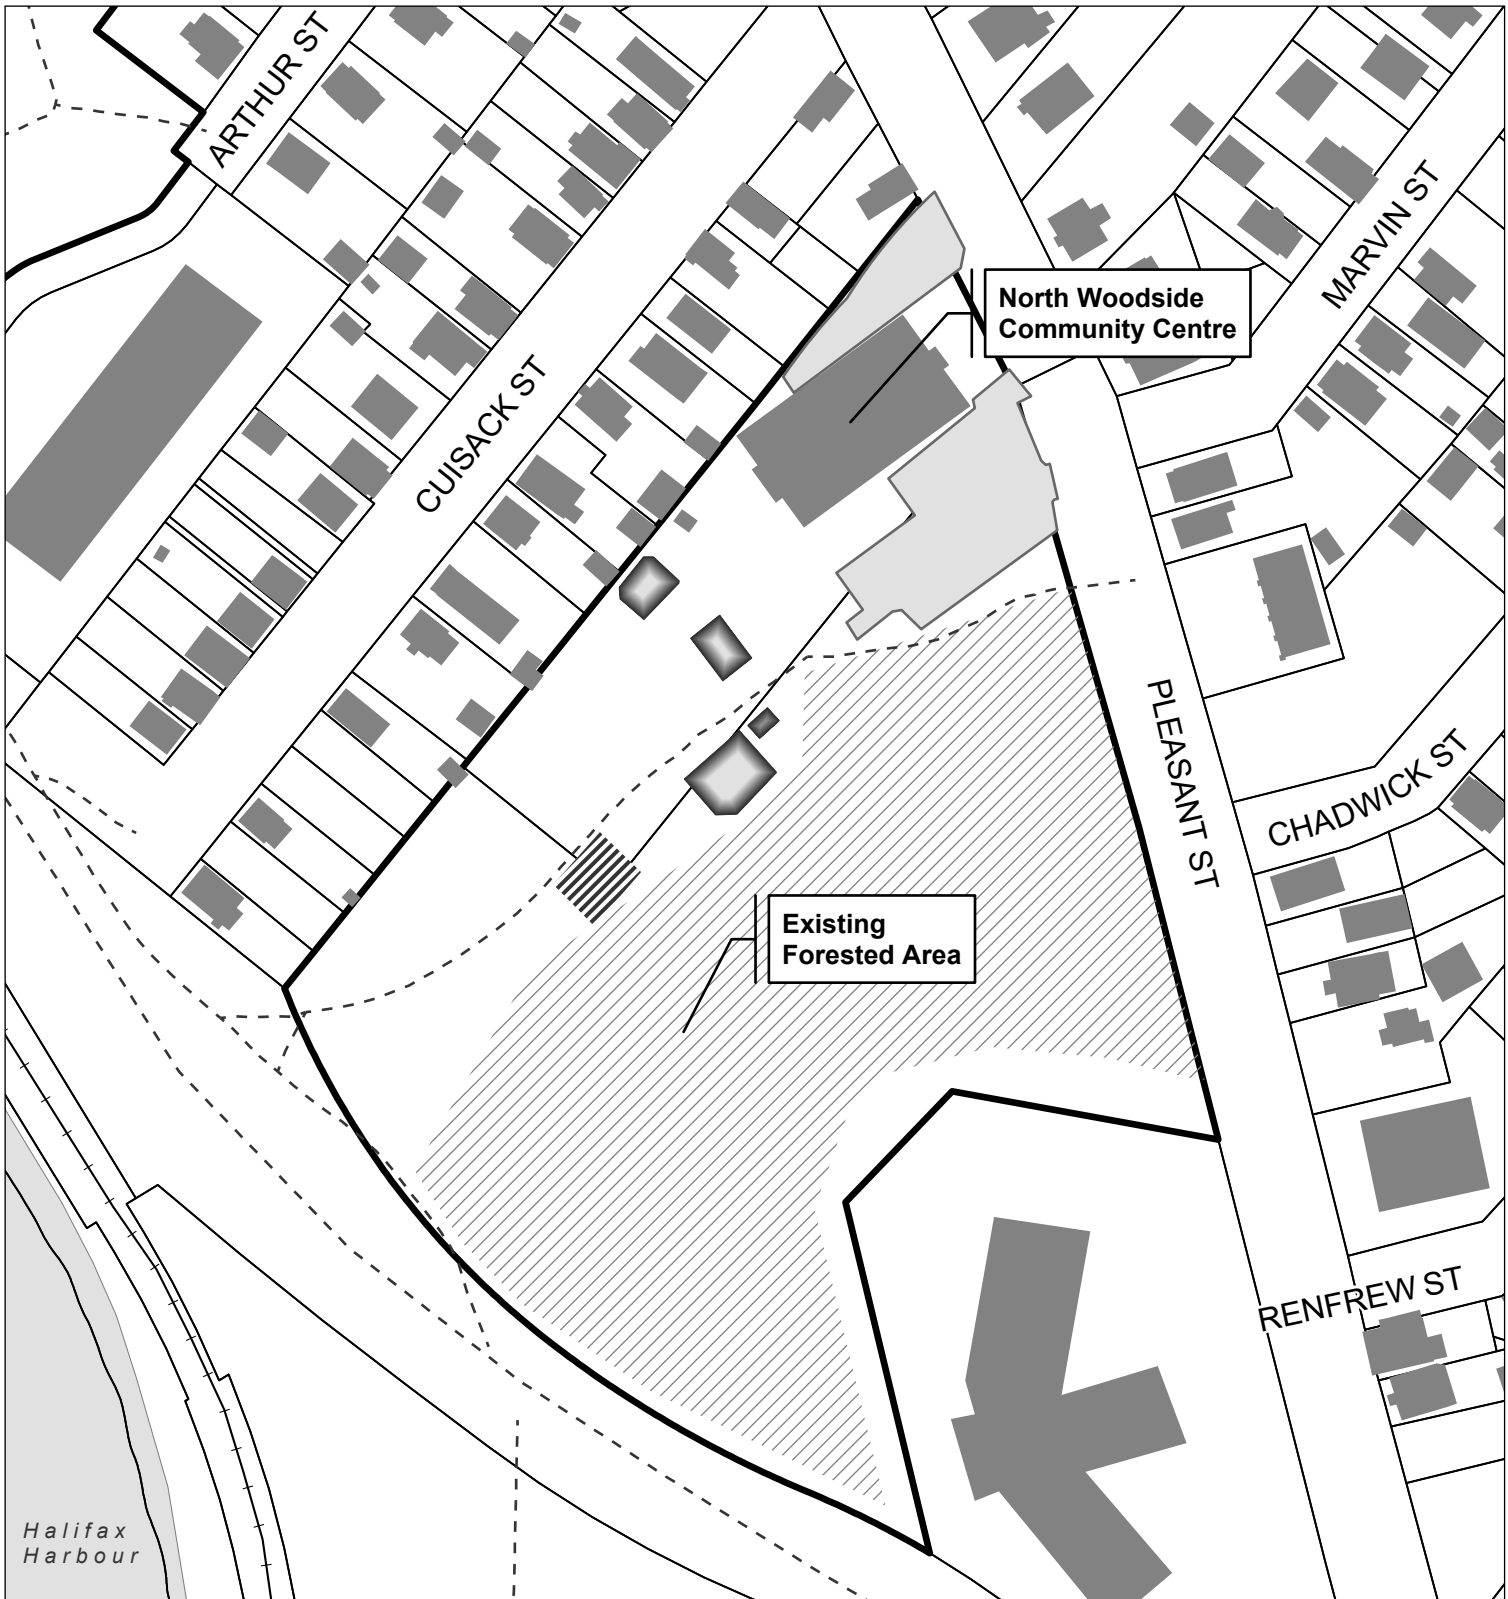 ARTHUR ST
MARVIN ST
North Woodside
Community Centre
CUISACK ST
PLEASANT ST
CHADWICK ST
Existing
Forested Area
RENFREW ST
Halifax
Harbour